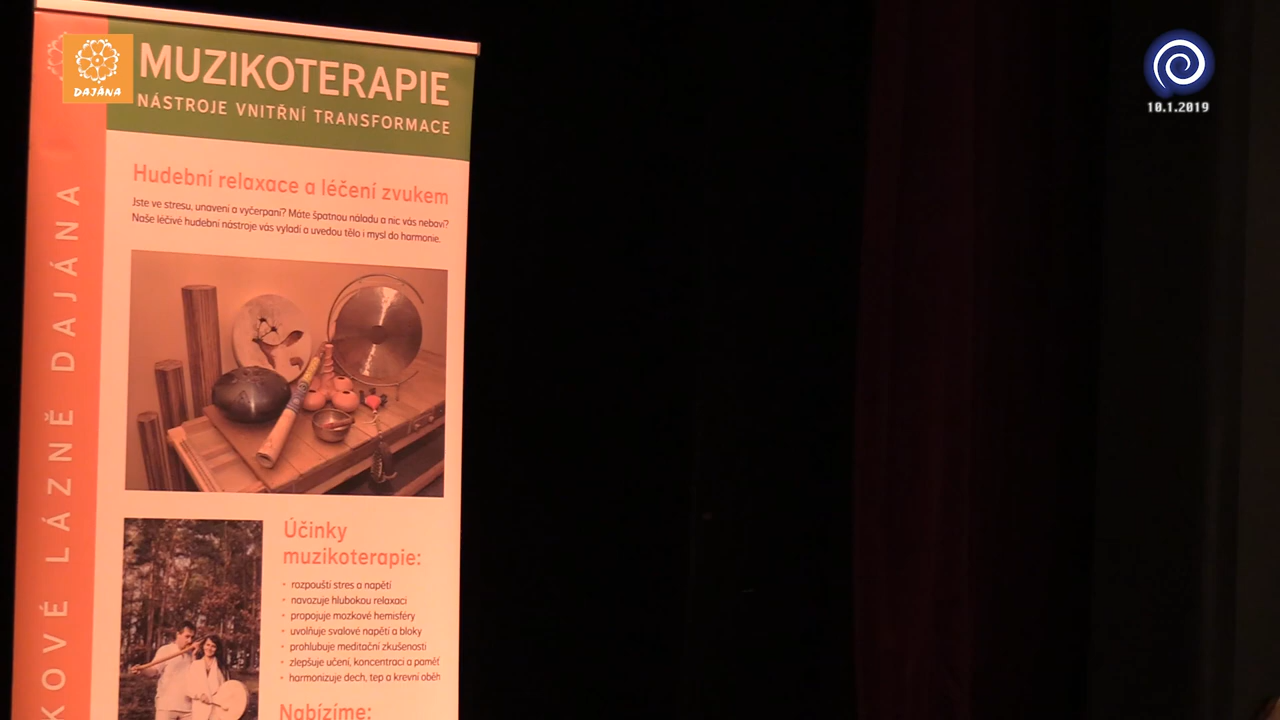 DAJÁNA
MUZIKOTERAPIE
NÁSTROJE VNITŘNÍ TRANSFORMACE
10.1.2019
Hudební relaxace a léčení zvukem
Jste ve stresu, unavení a vyčerpaní? Máte špatnou náladu a nic vás nebaví?
Naše léčivé hudební nástroje vás vyladí a uvedou tělo i mysl do harmonie.
KOVÉ LÁZNĚ DAJÁNA
Účinky
muzikoterapie:
• rozpouští stres a napětí
• navozuje hlubokou relaxaci
• propojuje mozkové hemisféry
• uvolňuje svalové napětí a bloky
• prohlubuje meditační zkušenosti
• zlepšuje učení, koncentraci a paměť
• harmonizuje dech, tep a krevní oběh
Nabízíme: